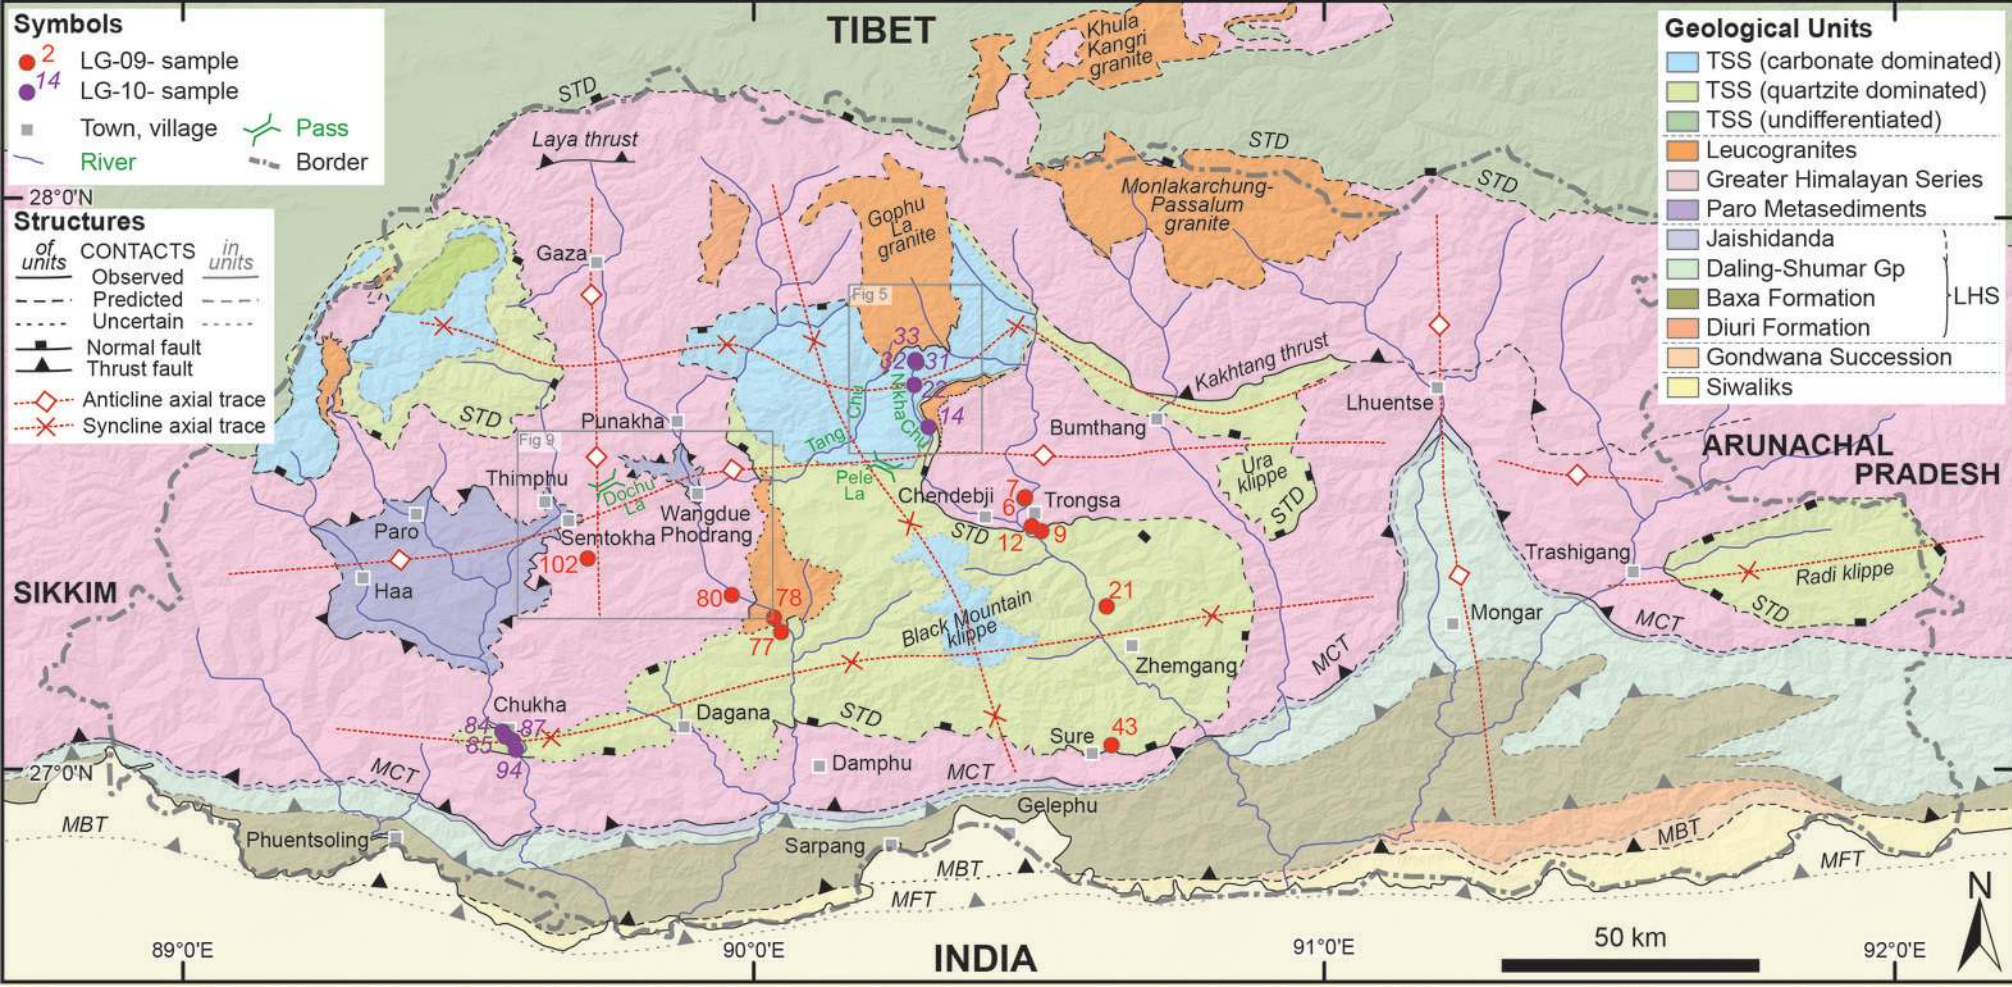 Symbols
2 LG-09- sample
14 LG-10- sample
Town, village
Pass
River
Border
28°0'N
Structures
of units
CONTACTS
in units
Observed
Predicted
Uncertain
Normal fault
Thrust fault
Anticline axial trace
Syncline axial trace
Geological Units
TSS (carbonate dominated)
TSS (quartzite dominated)
TSS (undifferentiated)
Leucogranites
Greater Himalayan Series
Paro Metasediments
Jaishidanda
Daling-Shumar Gp
Baxa Formation
LHS
Diuri Formation
Gondwana Succession
Siwaliks
TIBET
Khula
Kangri
granite
STD
Laya thrust
STD
STD
Monlakarchung-
Passalum
granite
Gophu
La
granite
Gaza
Fig 5
33
32
31
22
14
Chu
Nikha Chu
Tang
Kakhtang thrust
Lhuentse
STD
Punakha
Fig 9
Bumthang
ARUNACHAL
PRADESH
Thimphu
Dochu
La
Pele
La
Chendebji
7
6
Trongsa
Ura
klippe
STD
Paro
Wangdue
Phodrang
Semtokha
STD
12
9
102
Trashigang
SIKKIM
Haa
80
78
77
21
Radi klippe
STD
Black Mountain
klippe
Mongar
MCT
MCT
Zhemgang
Chukha
84
87
85
94
Dagana
STD
Sure
43
27°0'N
MCT
Damphu
MCT
Gelephu
MBT
Phuentsoling
Sarpang
MBT
MBT
MFT
MFT
N
50 km
89°0'E
90°0'E
INDIA
91°0'E
92°0'E